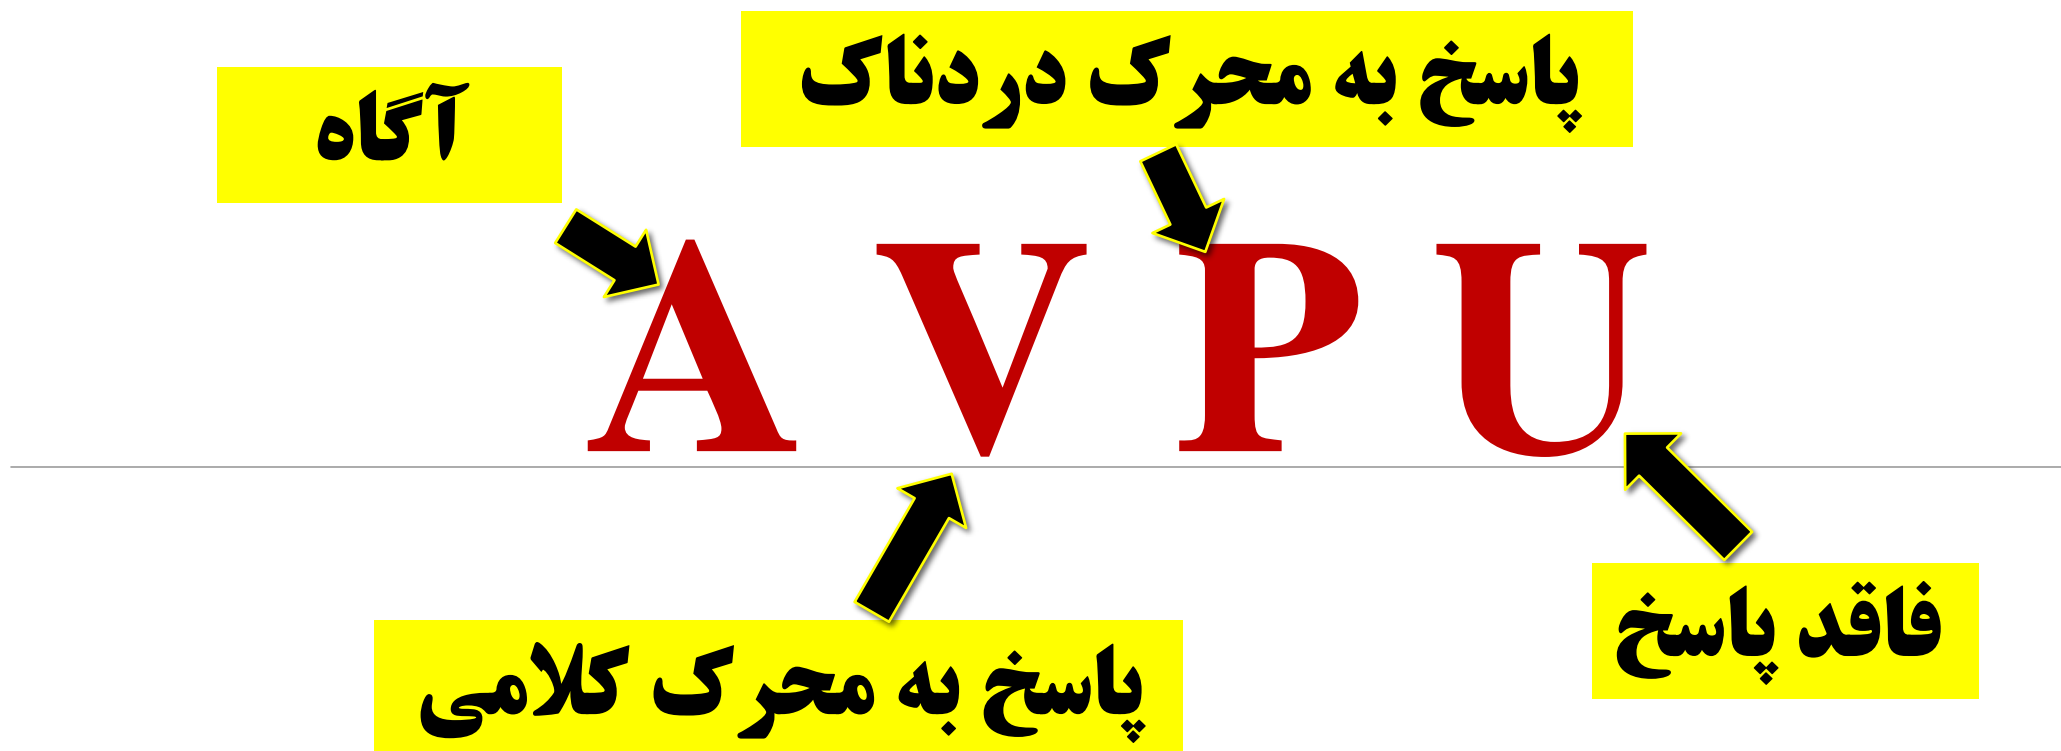 پاسخ به محرک دردناک
آگاه
A V P U
فاقد پاسخ
پاسخ به محرک کلامی